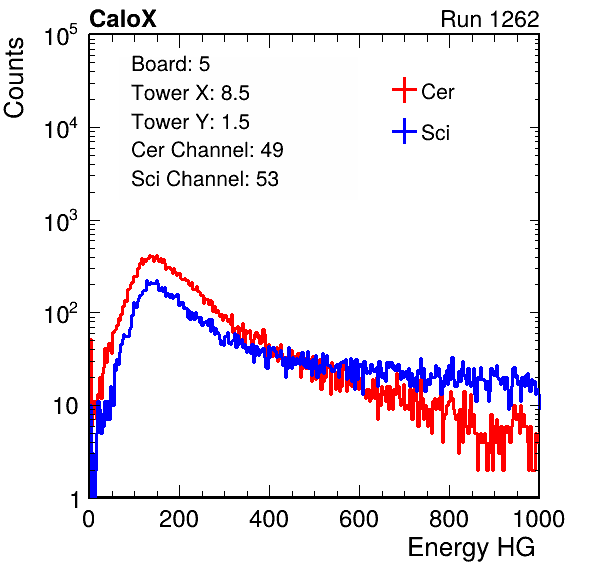 CaloX Run 1262
Counts
10^5
10^4
10^3
10^2
10
1
Board: 5
Tower X: 8.5
Tower Y: 1.5
Cer Channel: 49
Sci Channel: 53
Cer
Sci
0 200 400 600 800 1000
Energy HG